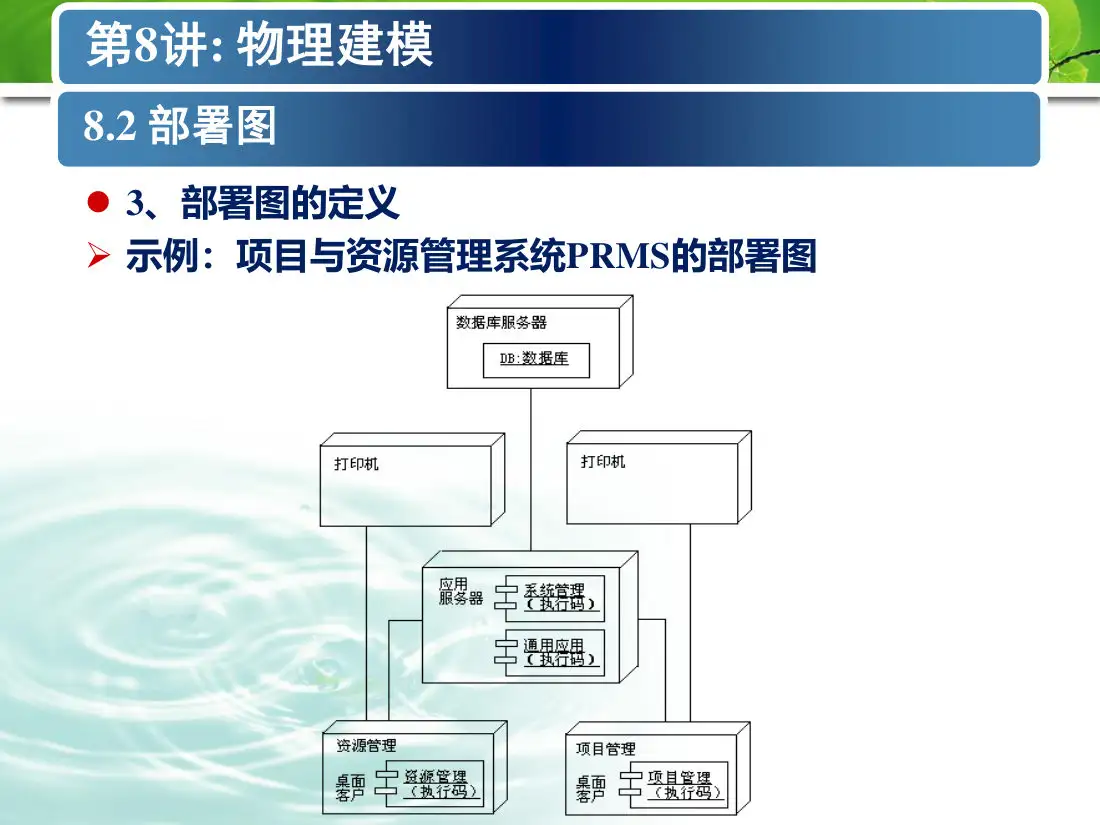 第8讲: 物理建模
8.2 部署图
3、部署图的定义
示例：项目与资源管理系统PRMS的部署图
数据库服务器
DB:数据库
打印机
打印机
应用
服务器
系统管理
（执行码）
通用应用
（执行码）
资源管理
桌面
客户
资源管理
（执行码）
项目管理
桌面
客户
项目管理
（执行码）